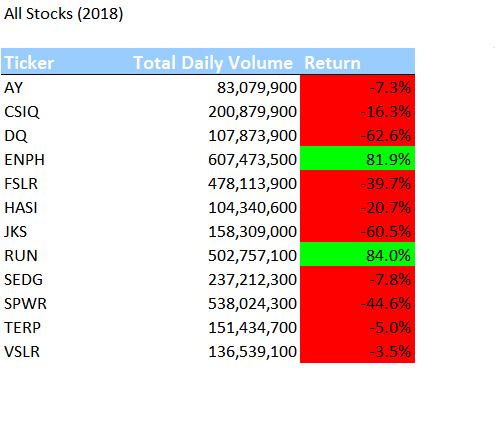 All Stocks (2018)
Ticker Total Daily Volume Return
AY 83,079,900 -7.3%
CSIQ 200,879,900 -16.3%
DQ 107,873,900 -62.6%
ENPH 607,473,500 81.9%
FSLR 478,113,900 -39.7%
HASI 104,340,600 -20.7%
JKS 158,309,000 -60.5%
RUN 502,757,100 84.0%
SEDG 237,212,300 -7.8%
SPWR 538,024,300 -44.6%
TERP 151,434,700 -5.0%
VSLR 136,539,100 -3.5%